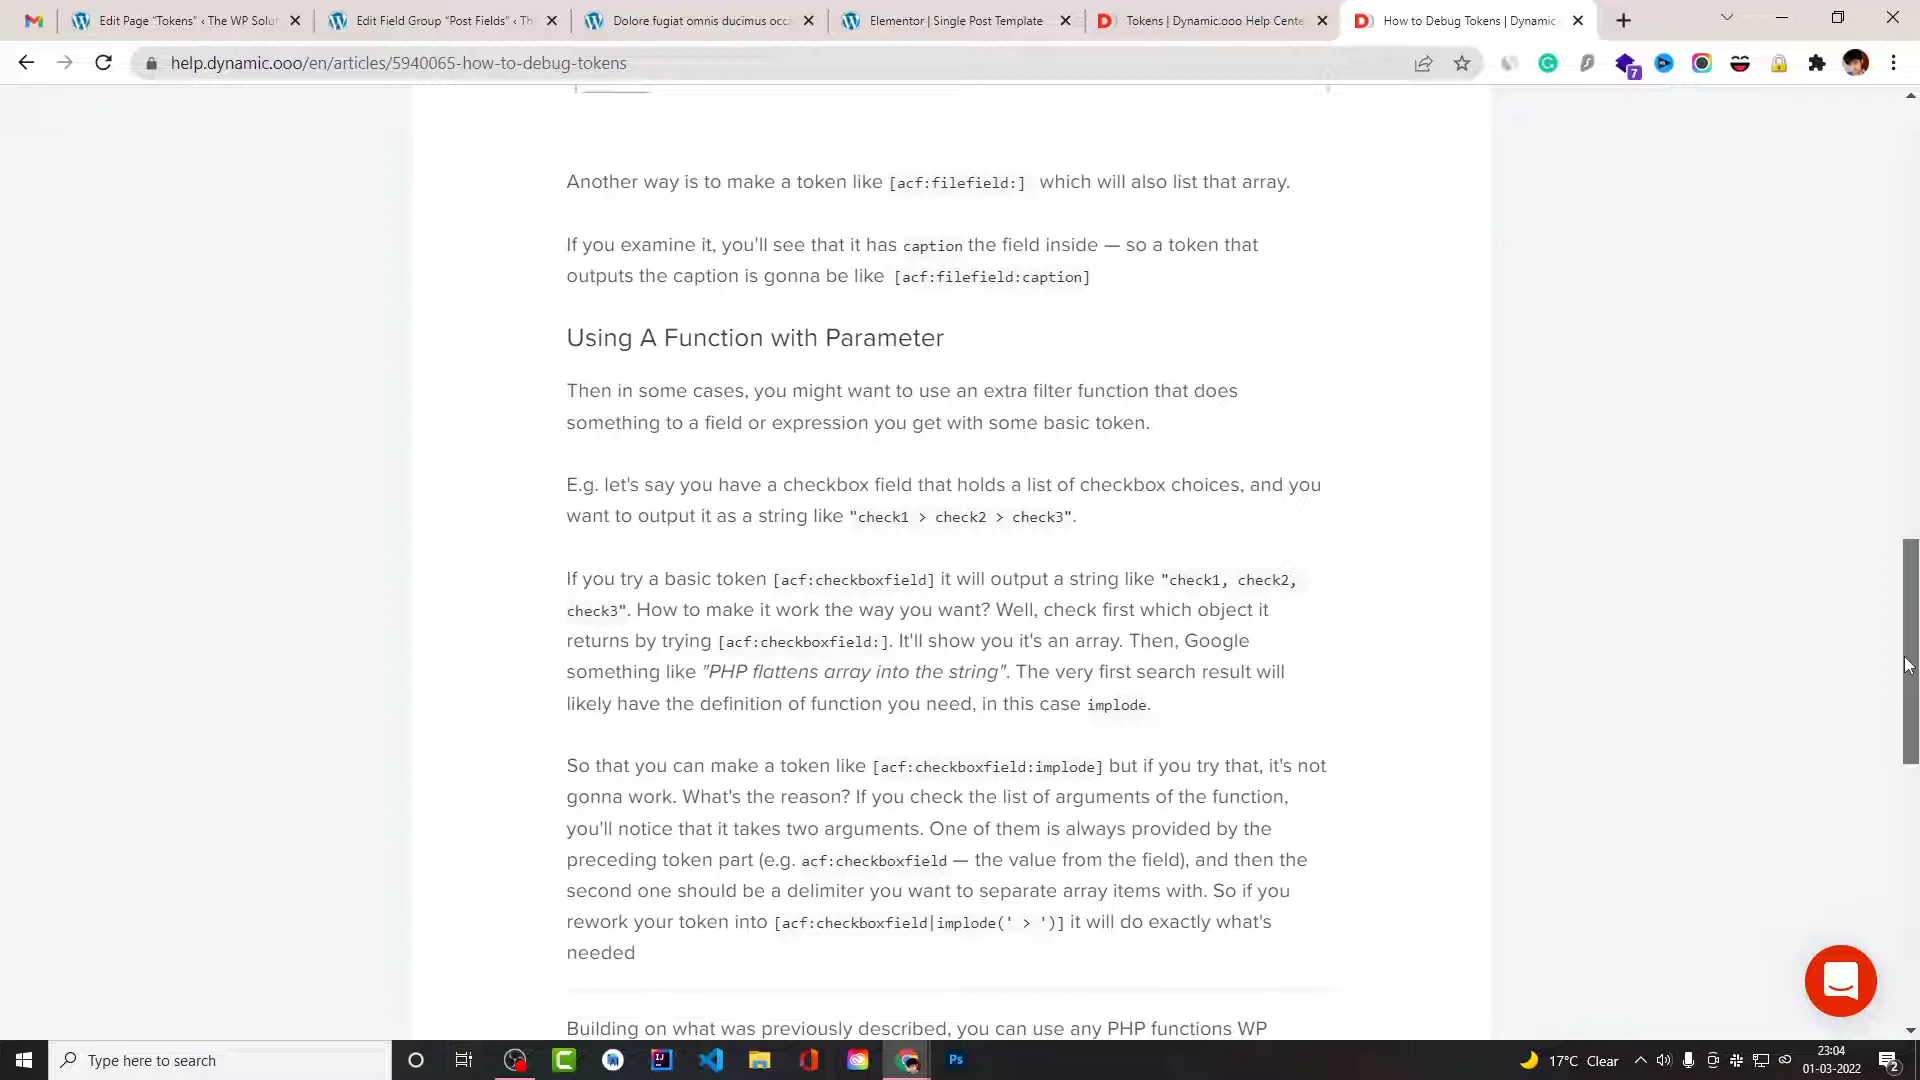 Edit Page "Tokens" ‹ The WP Solut
Edit Field Group "Post Fields" ‹ Th
Dolore fugiat omnis ducimus occ
Elementor | Single Post Template
Tokens | Dynamic.ooo Help Cente
How to Debug Tokens | Dynamic
help.dynamic.ooo/en/articles/5940065-how-to-debug-tokens
7
Another way is to make a token like [acf:filefield:] which will also list that array.
If you examine it, you'll see that it has caption the field inside — so a token that
outputs the caption is gonna be like [acf:filefield:caption]
Using A Function with Parameter
Then in some cases, you might want to use an extra filter function that does
something to a field or expression you get with some basic token.
E.g. let's say you have a checkbox field that holds a list of checkbox choices, and you
want to output it as a string like "check1 > check2 > check3".
If you try a basic token [acf:checkboxfield] it will output a string like "check1, check2,
check3". How to make it work the way you want? Well, check first which object it
returns by trying [acf:checkboxfield:]. It'll show you it's an array. Then, Google
something like "PHP flattens array into the string". The very first search result will
likely have the definition of function you need, in this case implode.
So that you can make a token like [acf:checkboxfield:implode] but if you try that, it's not
gonna work. What's the reason? If you check the list of arguments of the function,
you'll notice that it takes two arguments. One of them is always provided by the
preceding token part (e.g. acf:checkboxfield — the value from the field), and then the
second one should be a delimiter you want to separate array items with. So if you
rework your token into [acf:checkboxfield|implode(' > ')] it will do exactly what's
needed
Building on what was previously described, you can use any PHP functions WP
Type here to search
Ps
17°C Clear
23:04
01-03-2022
2